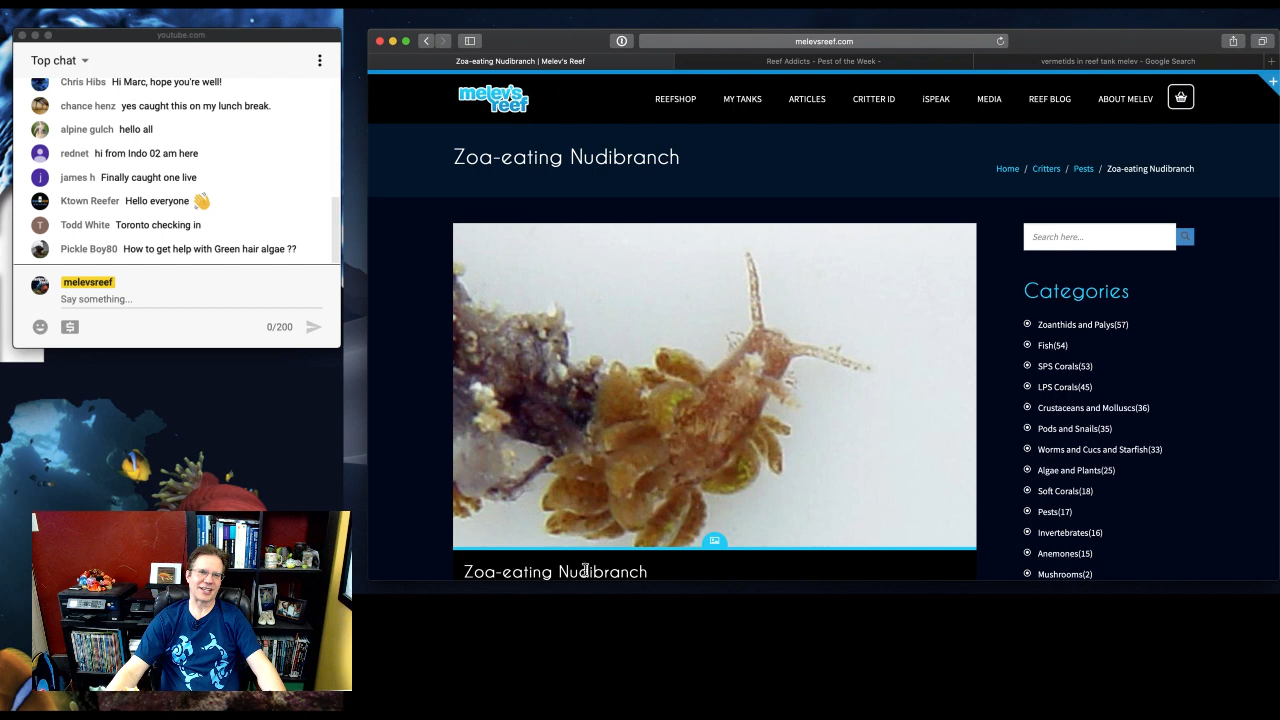 youtube.com
Top chat
Chris Hibs Hi Marc, hope you're well!
chance henz yes caught this on my lunch break.
alpine gulch hello all
rednet hi from Indo 02 am here
j
james h Finally caught one live
Ktown Reefer Hello everyone 👋
T
Todd White Toronto checking in
Pickle Boy80 How to get help with Green hair algae ??
melevsreef
Say something...
$
0/200
melevsreef.com
Zoa-eating Nudibranch | Melev's Reef
Reef Addicts - Pest of the Week -
vermetids in reef tank melev - Google Search
melev's
reef
REEFSHOP MY TANKS ARTICLES CRITTER ID iSPEAK MEDIA REEF BLOG ABOUT MELEV
Zoa-eating Nudibranch
Home / Critters / Pests / Zoa-eating Nudibranch
Search here...
Categories
Zoanthids and Palys(57)
Fish(54)
SPS Corals(53)
LPS Corals(45)
Crustaceans and Molluscs(36)
Pods and Snails(35)
Worms and Cucs and Starfish(33)
Algae and Plants(25)
Soft Corals(18)
Pests(17)
Invertebrates(16)
Anemones(15)
Mushrooms(2)
Zoa-eating Nudibranch